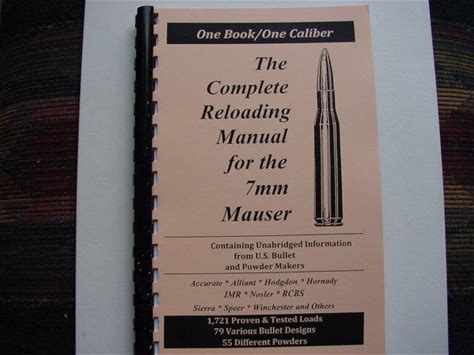 One Book/One Caliber
The
Complete
Reloading
Manual
for the
7mm
Mauser
Containing Unabridged Information
from U.S. Bullet
and Powder Makers
Accurate * Alliant * Hodgdon * Hornady
IMR * Nosler * RCBS
Sierra * Speer * Winchester and Others
1,721 Proven & Tested Loads
79 Various Bullet Designs
55 Different Powders